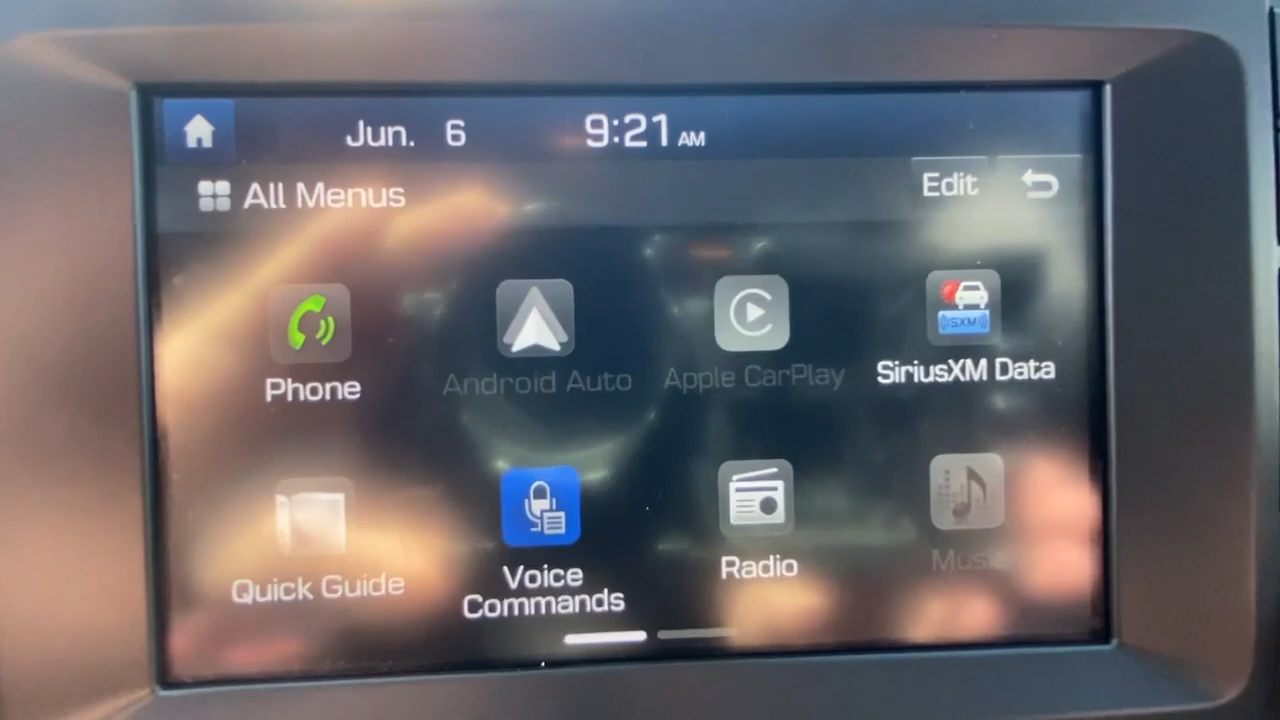 Jun. 6 9:21 AM
All Menus Edit
Phone Android Auto Apple CarPlay SiriusXM Data
SXM
Quick Guide Voice Commands Radio Music